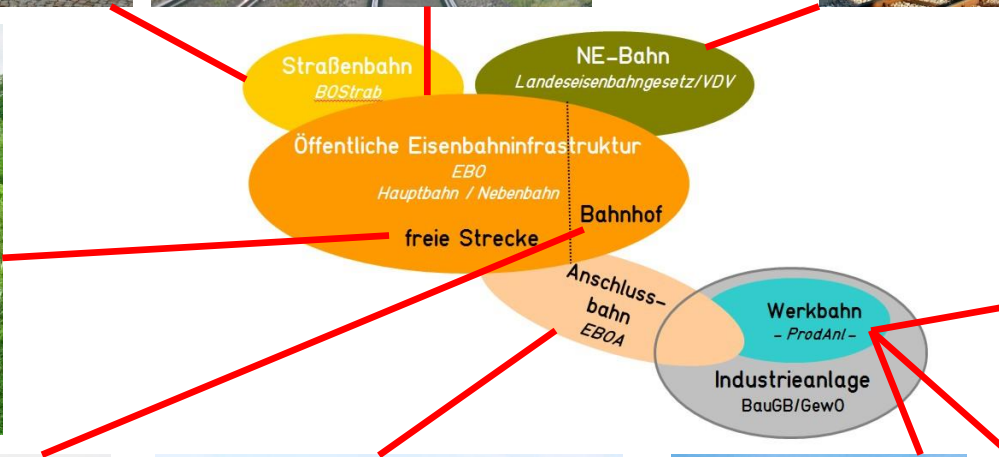 Straßenbahn
BOStrab
NE-Bahn
Landeseisenbahngesetz/VDV
Öffentliche Eisenbahninfrastruktur
EBO
Hauptbahn / Nebenbahn
Bahnhof
freie Strecke
Anschluss-
bahn
EBOA
Werkbahn
- ProdAnl -
Industrieanlage
BauGB/GewO